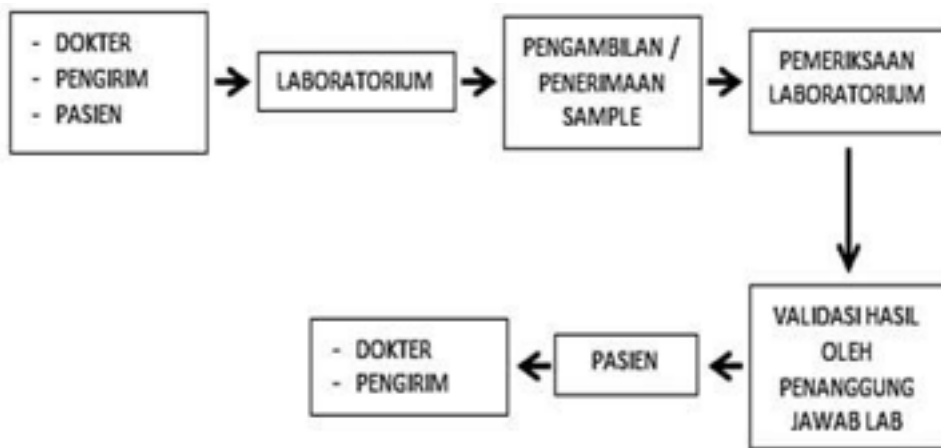 - DOKTER
- PENGIRIM
- PASIEN
LABORATORIUM
PENGAMBILAN /
PENERIMAAN
SAMPLE
PEMERIKSAAN
LABORATORIUM
VALIDASI HASIL
OLEH
PENANGGUNG
JAWAB LAB
PASIEN
- DOKTER
- PENGIRIM